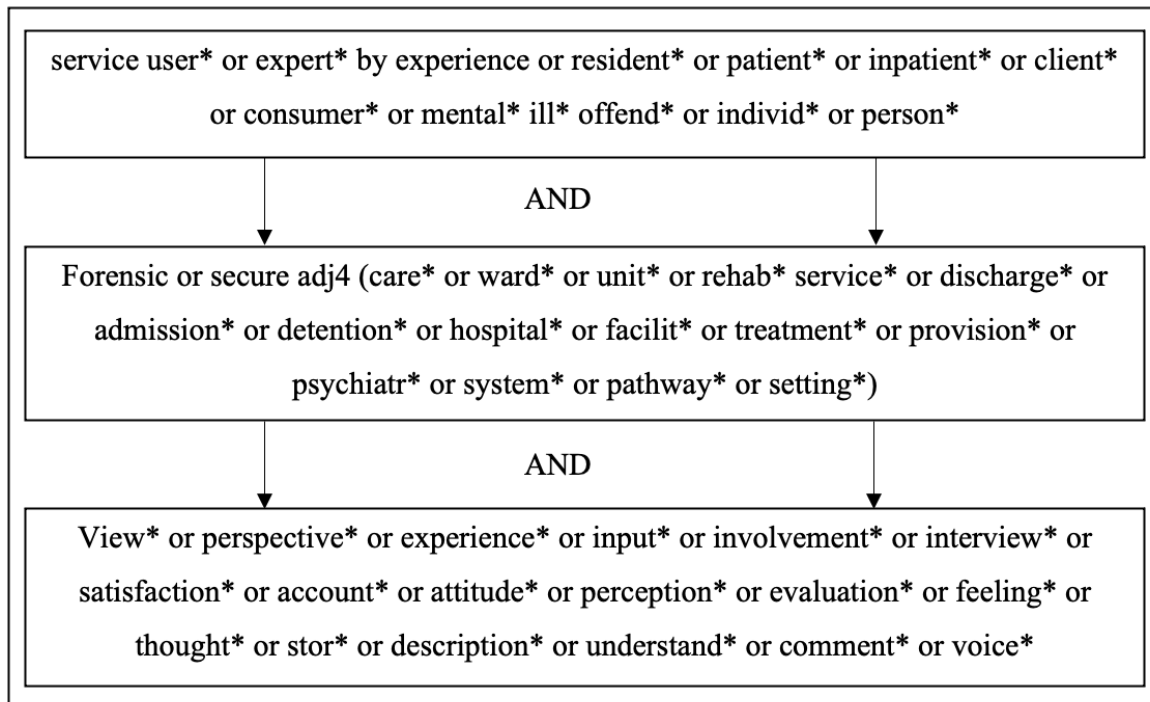 service user* or expert* by experience or resident* or patient* or inpatient* or client*
or consumer* or mental* ill* offend* or individ* or person*
AND
Forensic or secure adj4 (care* or ward* or unit* or rehab* service* or discharge* or
admission* or detention* or hospital* or facilit* or treatment* or provision* or
psychiatr* or system* or pathway* or setting*)
AND
View* or perspective* or experience* or input* or involvement* or interview* or
satisfaction* or account* or attitude* or perception* or evaluation* or feeling* or
thought* or stor* or description* or understand* or comment* or voice*